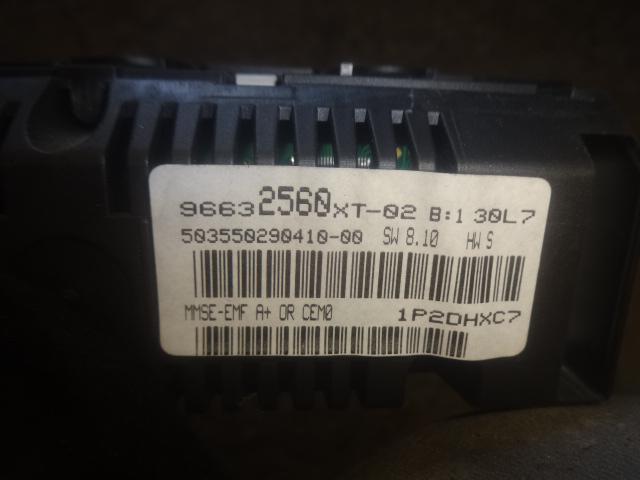 96632560XT-02 B:1 30L7
503550290410-00 SW 8.10 HW S
MMSE-EMF A+ OR CEM0 1P2DHXC7